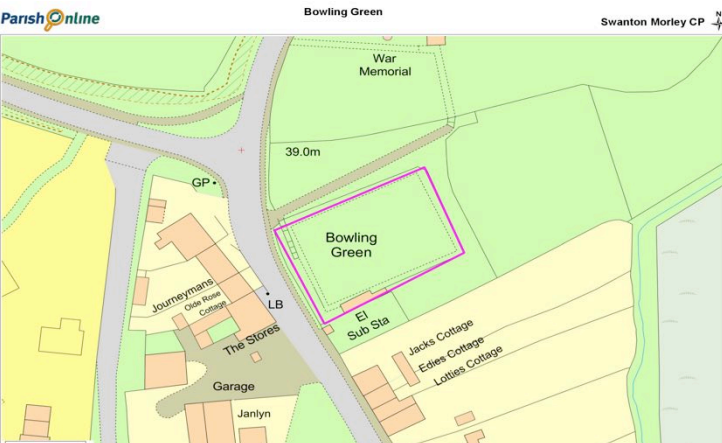 Parish Online
Bowling Green
Swanton Morley CP
N
War
Memorial
39.0m
GP
Bowling
Green
Journeymans
Olde Rose
Cottage
LB
The Stores
El
Sub Sta
Jacks Cottage
Edies Cottage
Lotties Cottage
Garage
Janlyn